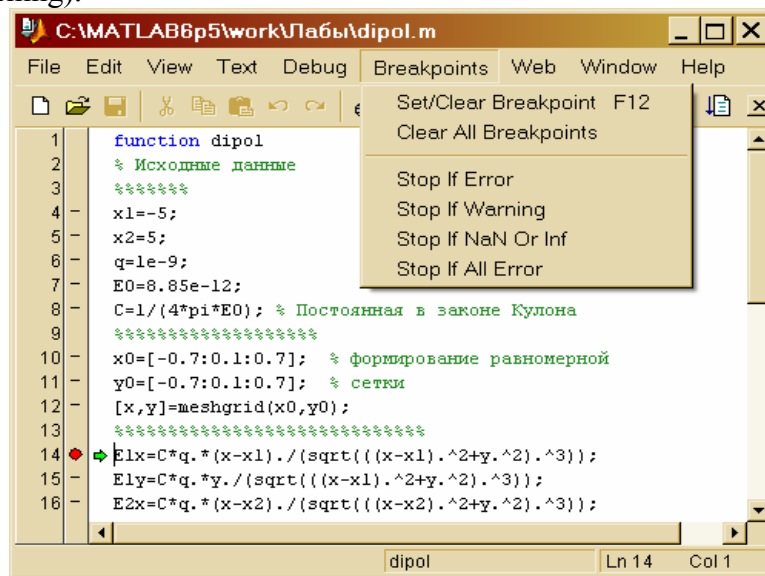 ning).
C:\MATLAB6p5\work\Лабы\dipol.m
File Edit View Text Debug Breakpoints Web Window Help
Set/Clear Breakpoint F12
Clear All Breakpoints
Stop If Error
Stop If Warning
Stop If NaN Or Inf
Stop If All Error
1 function dipol
2 % Исходные данные
3 %%%%%%%
4 - x1=-5;
5 - x2=5;
6 - q=1e-9;
7 - E0=8.85e-12;
8 - C=1/(4*pi*E0); % Постоянная в законе Кулона
9 %%%%%%%%%%%%%%%%%%%
10 - x0=[-0.7:0.1:0.7]; % формирование равномерной
11 - y0=[-0.7:0.1:0.7]; % сетки
12 - [x,y]=meshgrid(x0,y0);
13 %%%%%%%%%%%%%%%%%%%%%%%%%%%%%
14 E1x=C*q.*(x-x1)./(sqrt(((x-x1).^2+y.^2).^3));
15 - E1y=C*q.*y./(sqrt(((x-x1).^2+y.^2).^3));
16 - E2x=C*q.*(x-x2)./(sqrt(((x-x2).^2+y.^2).^3));
dipol Ln 14 Col 1